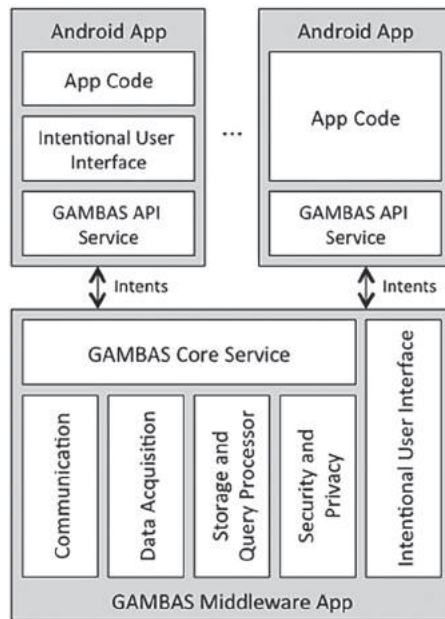 Android App
App Code
Intentional User
Interface
GAMBAS API
Service
...
Android App
App Code
GAMBAS API
Service
Intents
Intents
GAMBAS Core Service
Communication
Data Acquisition
Storage and
Query Processor
Security and
Privacy
Intentional User Interface
GAMBAS Middleware App